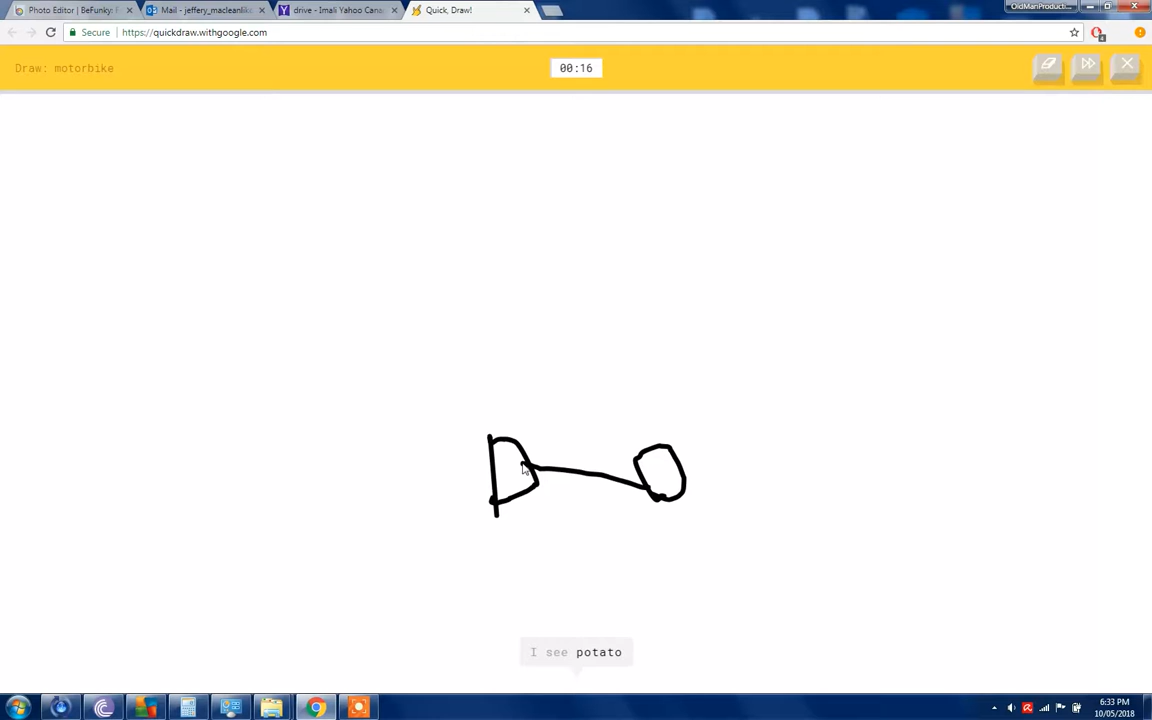 Photo Editor | BeFunky: F
Mail - jeffery_macleanlik
drive - Imali Yahoo Cana
Quick, Draw!
OldManProducti...
Secure
https://quickdraw.withgoogle.com
Draw: motorbike
00:16
I see potato
6:33 PM
10/05/2018